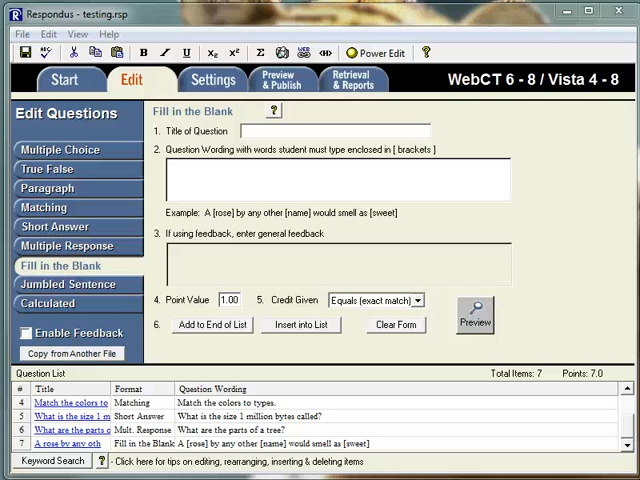 Respondus - testing.rsp
File Edit View Help
B I U x₂ x² Σ Power Edit ?
Start Edit Settings Preview & Publish Retrieval & Reports WebCT 6 - 8 / Vista 4 - 8
Edit Questions
Multiple Choice
True False
Paragraph
Matching
Short Answer
Multiple Response
Fill in the Blank
Jumbled Sentence
Calculated
Enable Feedback
Copy from Another File
Fill in the Blank ?
1. Title of Question
2. Question Wording with words student must type enclosed in [ brackets ]
Example: A [rose] by any other [name] would smell as [sweet]
3. If using feedback, enter general feedback
4. Point Value 1.00 5. Credit Given Equals (exact match)
6. Add to End of List Insert into List Clear Form Preview
Question List Total Items: 7 Points: 7.0
# Title Format Question Wording
4 Match the colors to Matching Match the colors to types.
5 What is the size 1 m Short Answer What is the size 1 million bytes called?
6 What are the parts o Mult. Response What are the parts of a tree?
7 A rose by any oth Fill in the Blank A [rose] by any other [name] would smell as [sweet]
Keyword Search ? - Click here for tips on editing, rearranging, inserting & deleting items